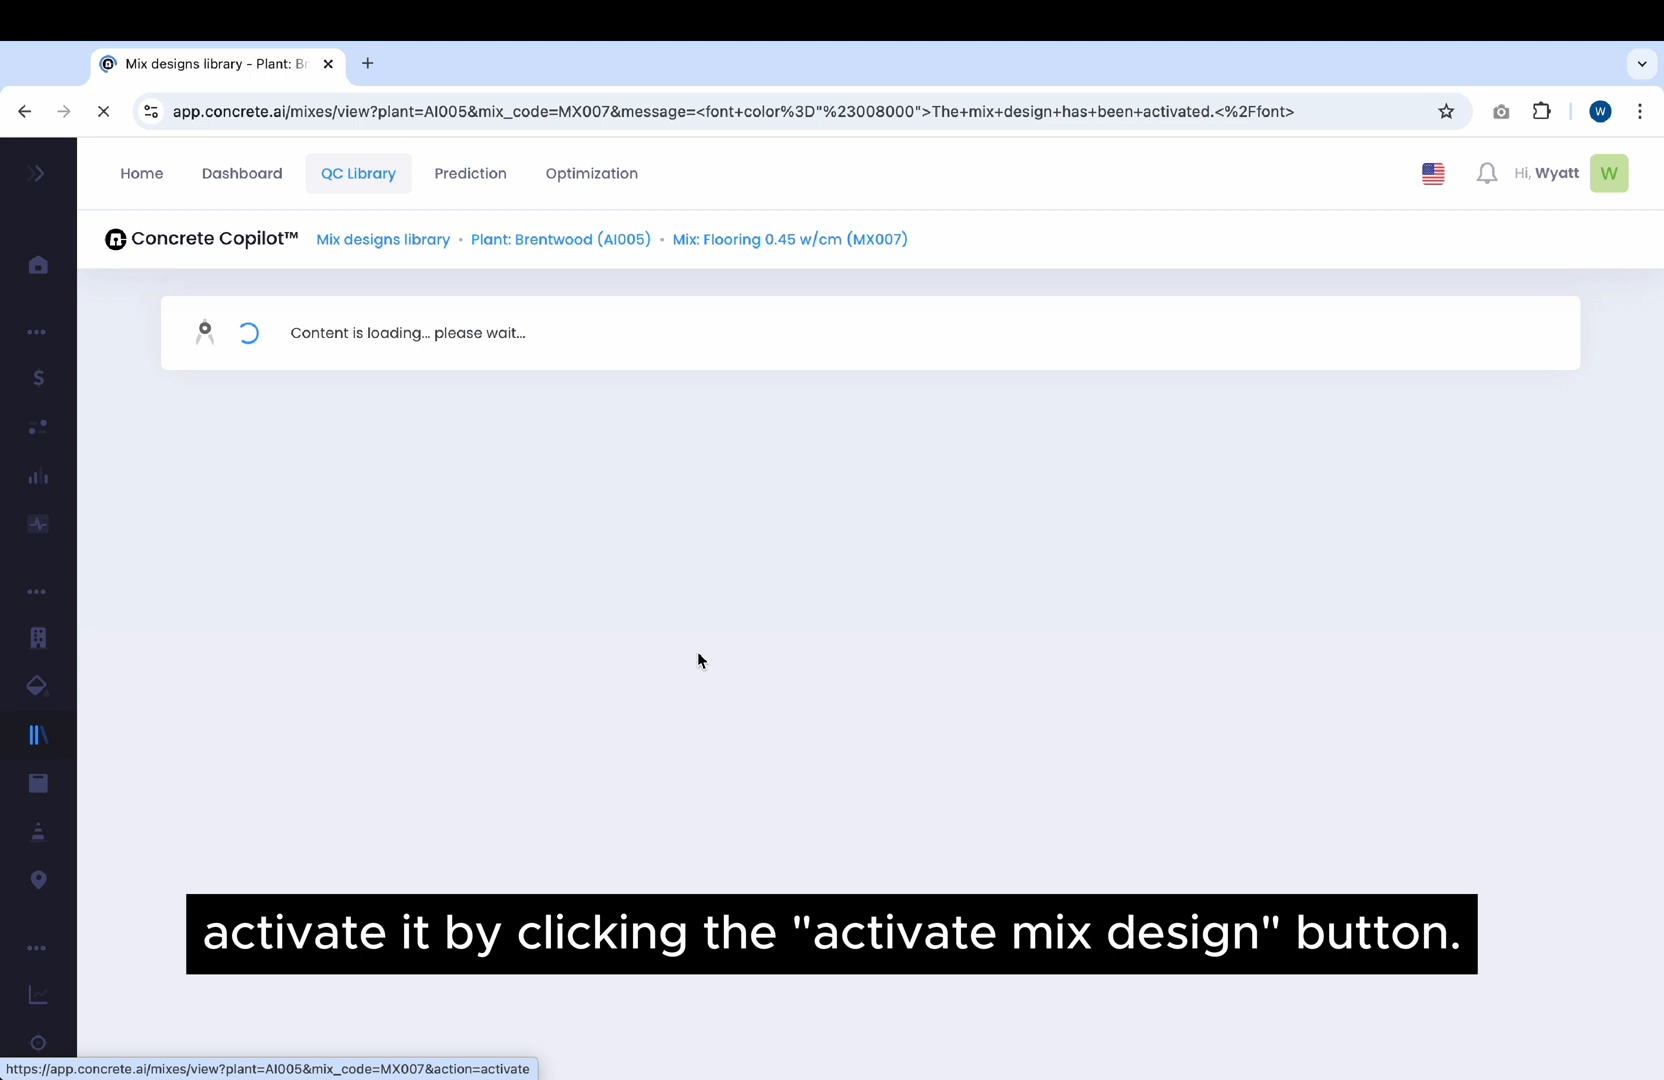 Mix designs library - Plant: Br
app.concrete.ai/mixes/view?plant=AI005&mix_code=MX007&message=<font+color%3D"%23008000">The+mix+design+has+been+activated.<%2Ffont>
W
Home Dashboard QC Library Prediction Optimization
Hi, Wyatt W
Concrete Copilot™ Mix designs library • Plant: Brentwood (AI005) • Mix: Flooring 0.45 w/cm (MX007)
Content is loading... please wait...
activate it by clicking the "activate mix design" button.
https://app.concrete.ai/mixes/view?plant=AI005&mix_code=MX007&action=activate